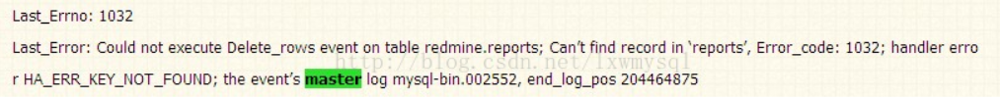 Last_Errno: 1032
Last_Error: Could not execute Delete_rows event on table redmine.reports; Can't find record in 'reports', Error_code: 1032; handler erro
r HA_ERR_KEY_NOT_FOUND; the event's master log mysql-bin.002552, end_log_pos 204464875
http://blog.csdn.net/lxwmysql